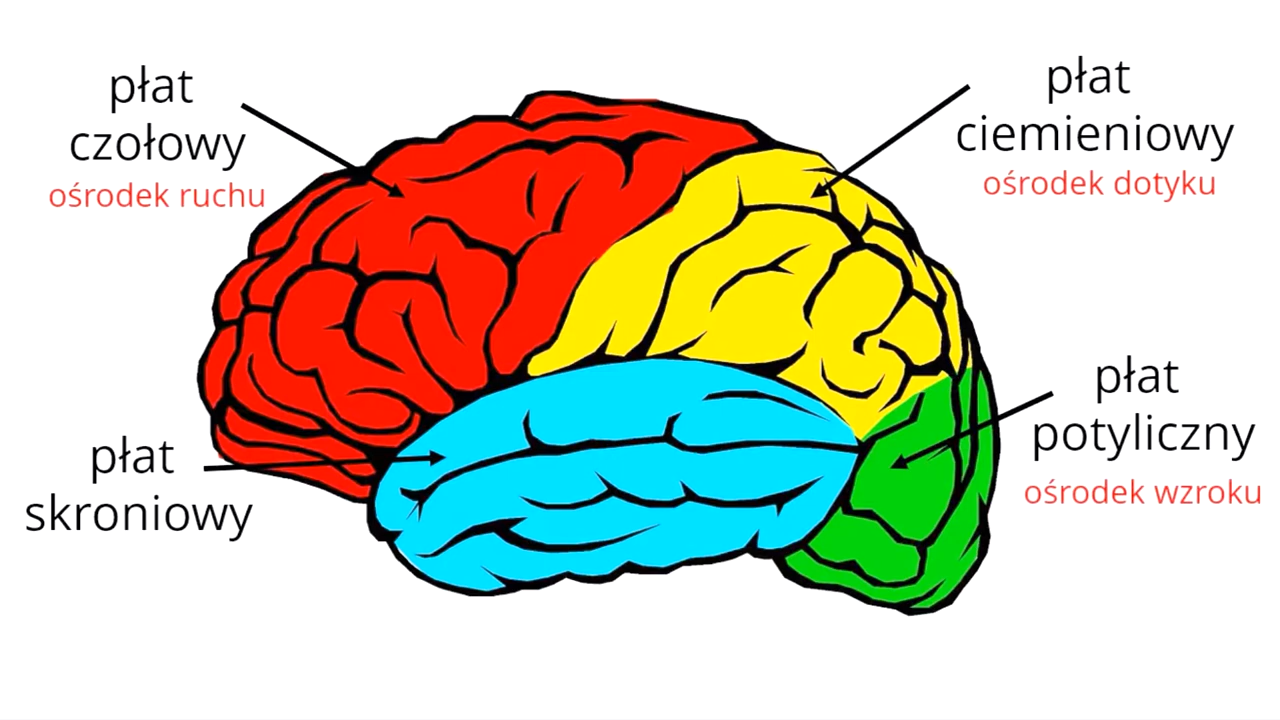 płat
czołowy
ośrodek ruchu
płat
ciemieniowy
ośrodek dotyku
płat
skroniowy
płat
potyliczny
ośrodek wzroku